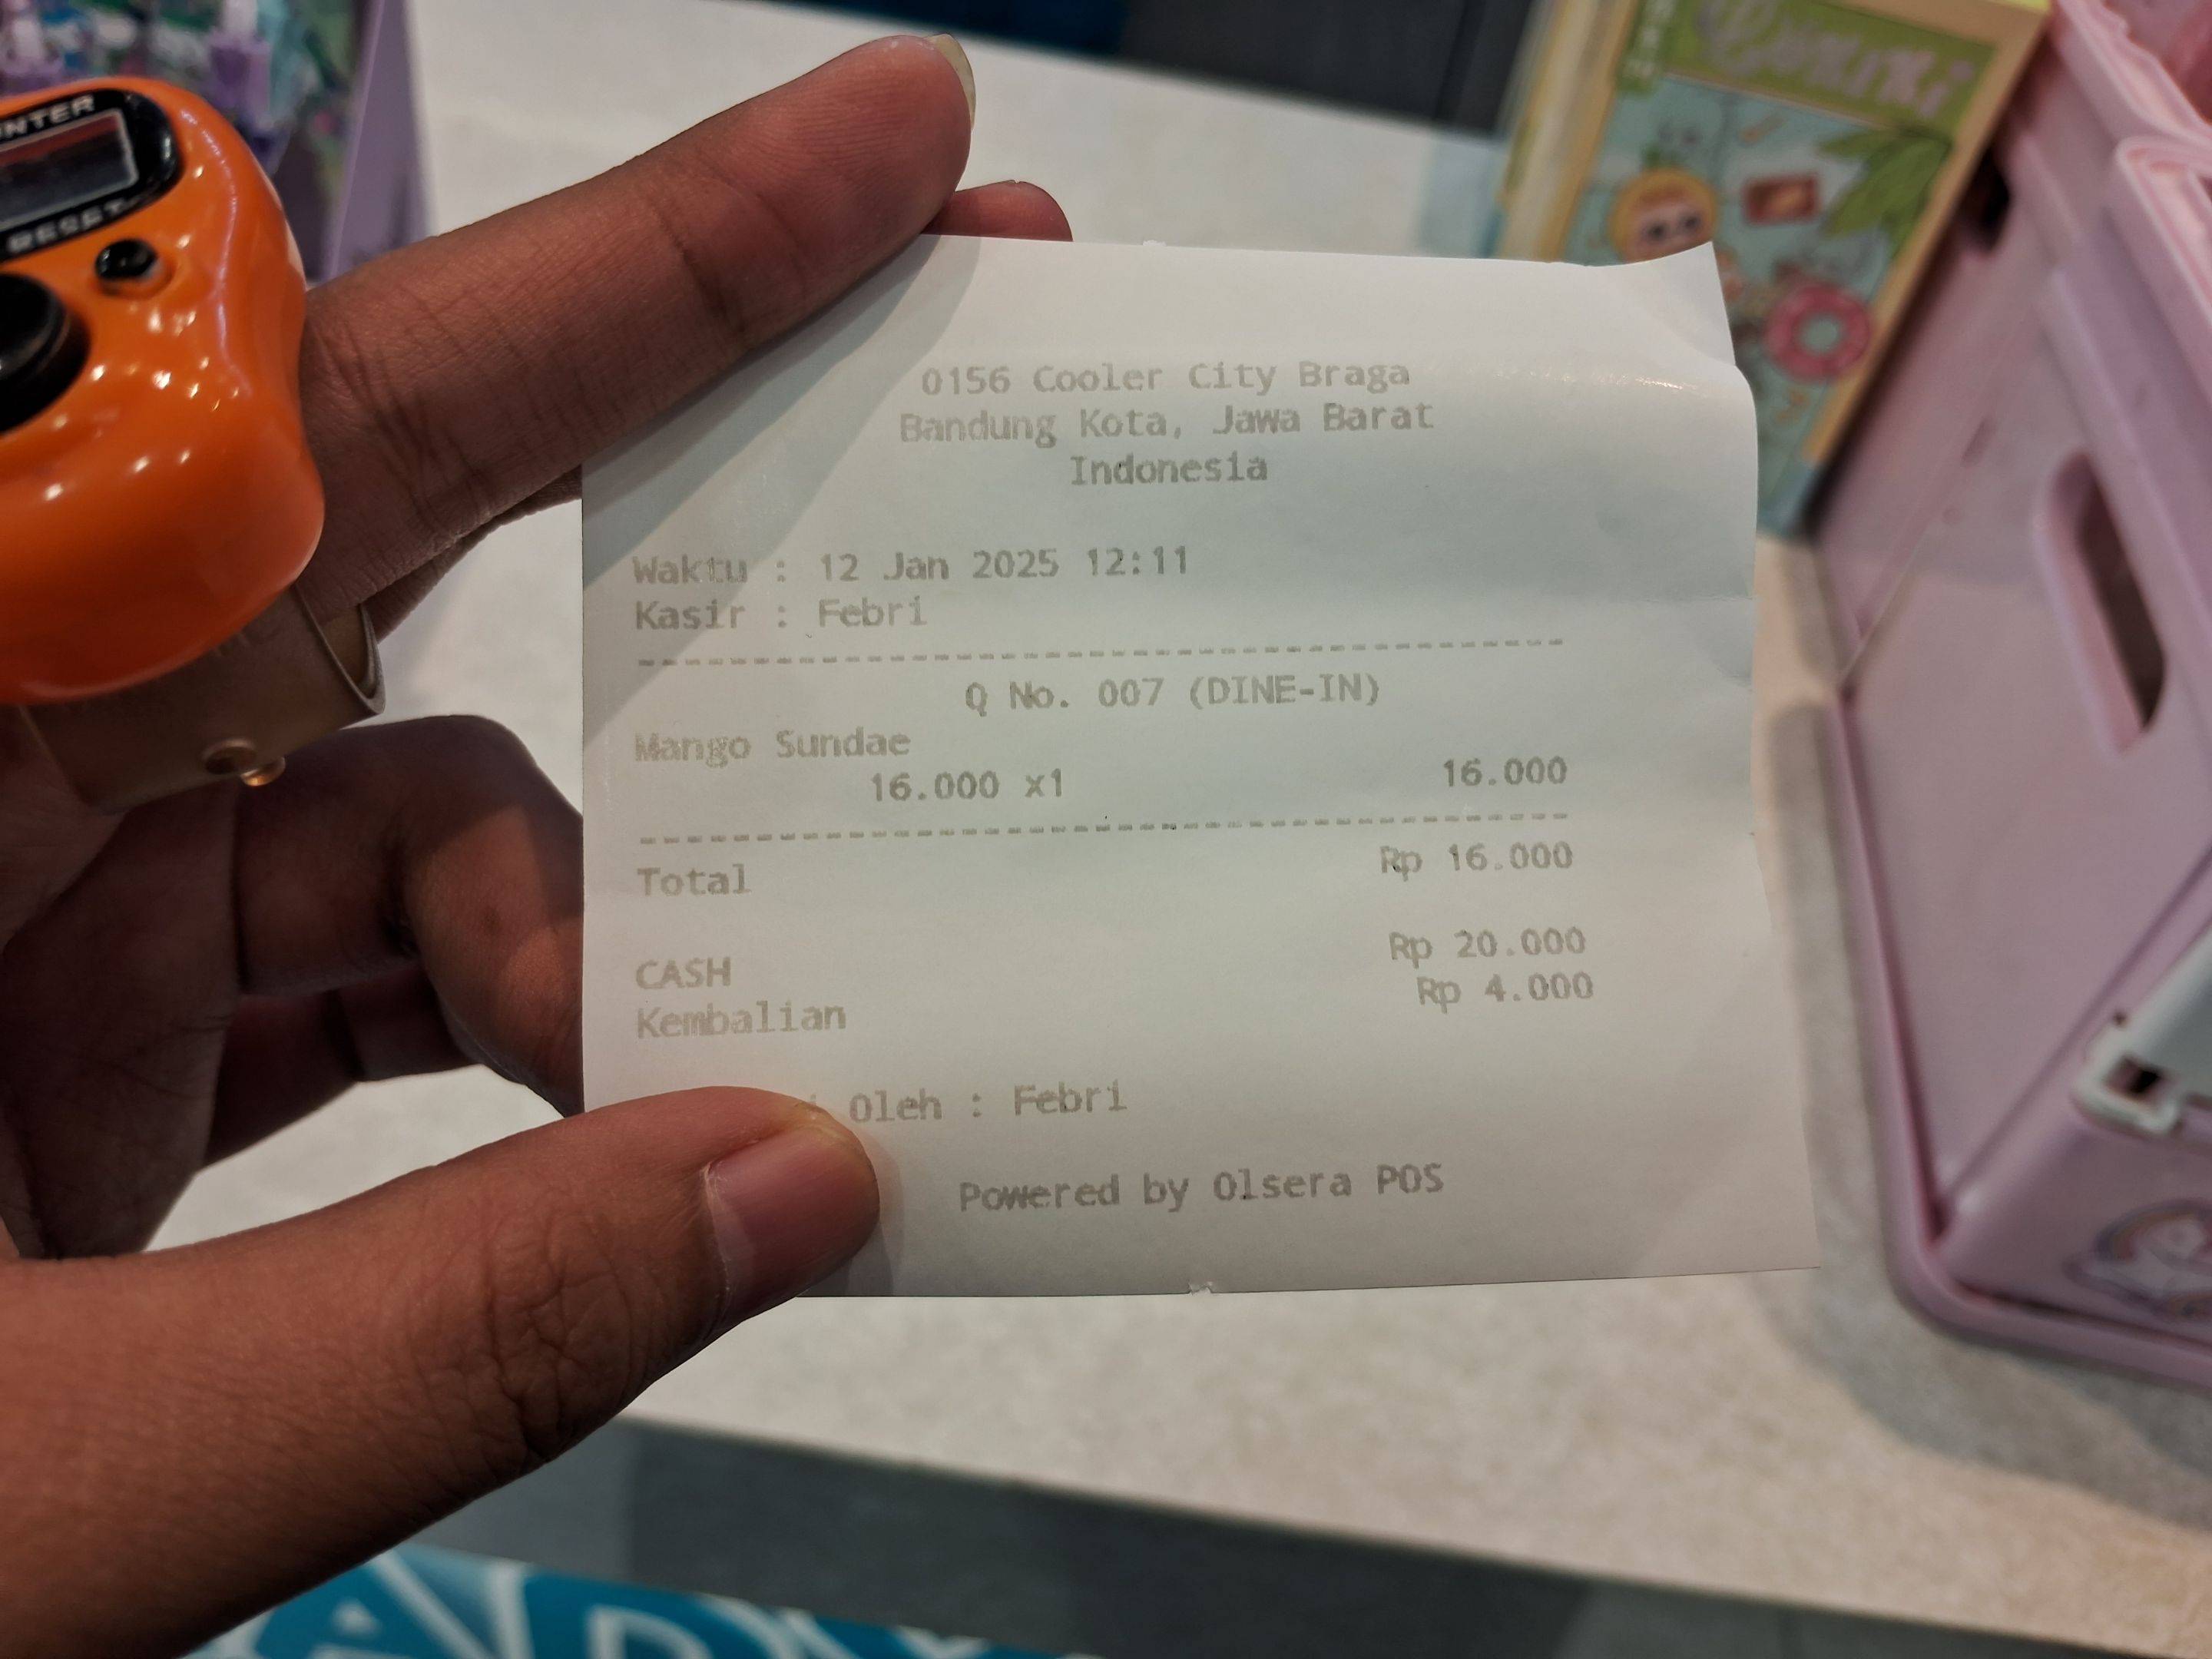 UNTER
RESET
0156 Cooler City Braga
Bandung Kota, Jawa Barat
Indonesia
Waktu : 12 Jan 2025 12:11
Kasir : Febri
Q No. 007 (DINE-IN)
Mango Sundae
16.000 x1 16.000
Total Rp 16.000
CASH Rp 20.000
Kembalian Rp 4.000
Oleh : Febri
Powered by Olsera POS